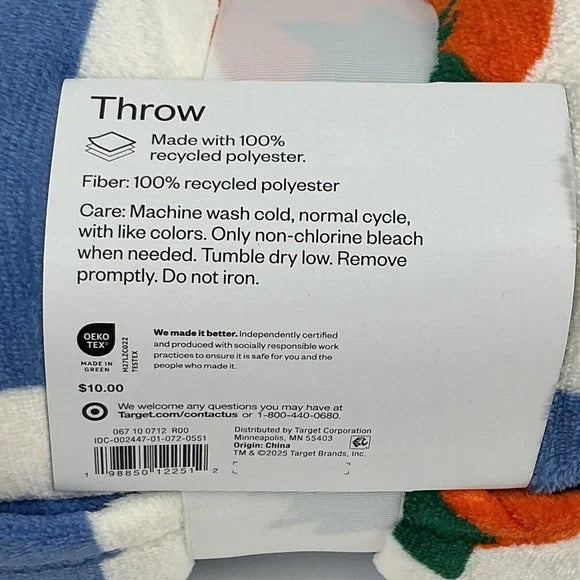 Throw
Made with 100%
recycled polyester.
Fiber: 100% recycled polyester
Care: Machine wash cold, normal cycle,
with like colors. Only non-chlorine bleach
when needed. Tumble dry low. Remove
promptly. Do not iron.
OEKO
TEX®
MADE IN
GREEN
M27LZC022
TESTEX
We made it better. Independently certified
and produced with socially responsible work
practices to ensure it is safe for you and the
people who made it.
$10.00
We welcome any questions you may have at
Target.com/contactus or 1-800-440-0680.
067 10 0712 R00
IDC-002447-01-072-0551
1 98850 12251 2
Distributed by Target Corporation
Minneapolis, MN 55403
Origin: China
TM & ©2025 Target Brands, Inc.